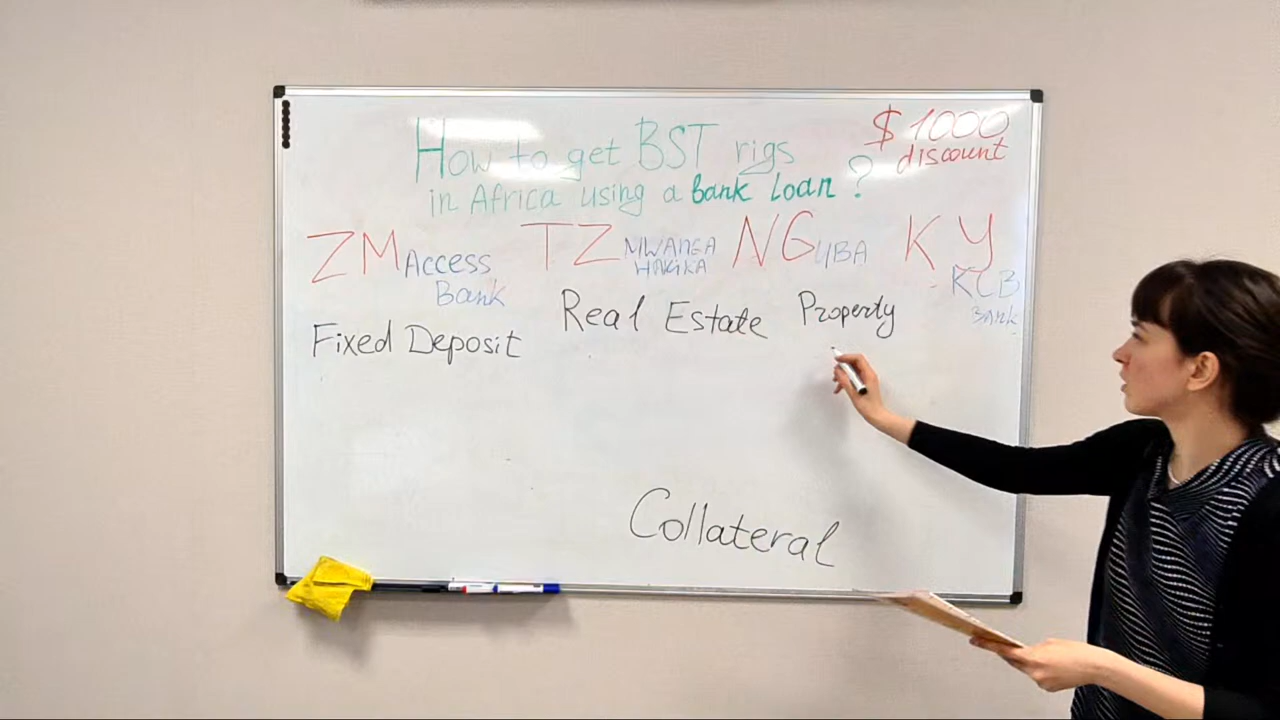 How to get BST rigs
in Africa using a bank loan?
$1000
discount
ZM Access
Bank
TZ MWANGA
HAKIKA
NG UBA
KY KCB
BANK
Fixed Deposit
Real Estate Property
Collateral